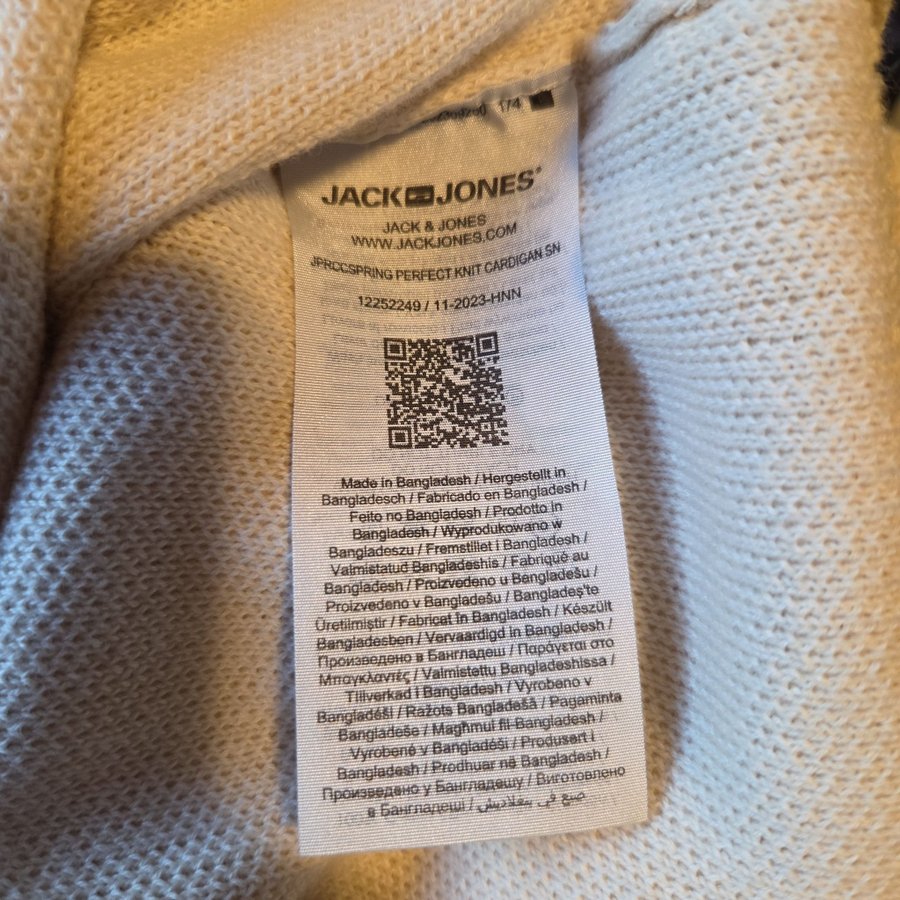 1/4
JACK JONES®
JACK & JONES
WWW.JACKJONES.COM
JPRCCSPRING PERFECT KNIT CARDIGAN SN
12252249 / 11-2023-HNN
Made in Bangladesh / Hergestellt in
Bangladesch / Fabricado en Bangladesh /
Feito no Bangladesh / Prodotto in
Bangladesh / Wyprodukowano w
Bangladeszu / Fremstillet i Bangladesh /
Valmistatud Bangladeshis / Fabriqué au
Bangladesh / Proizvedeno u Bangladešu /
Proizvedeno v Bangladešu / Bangladeş'te
Üretilmiştir / Fabricat în Bangladesh / Készült
Bangladesben / Vervaardigd in Bangladesh /
Произведено в Бангладеш / Παράγεται στο
Μπαγκλαντές / Valmistettu Bangladeshissa /
Tillverkad i Bangladesh / Vyrobeno v
Bangladéši / Ražots Bangladešā / Pagaminta
Bangladeše / Magħmul fil-Bangladesh /
Vyrobené v Bangladéši / Produsert i
Bangladesh / Prodhuar në Bangladesh /
Произведено у Бангладешу / Виготовлено
в Бангладеші / صنع في بنغلاديش